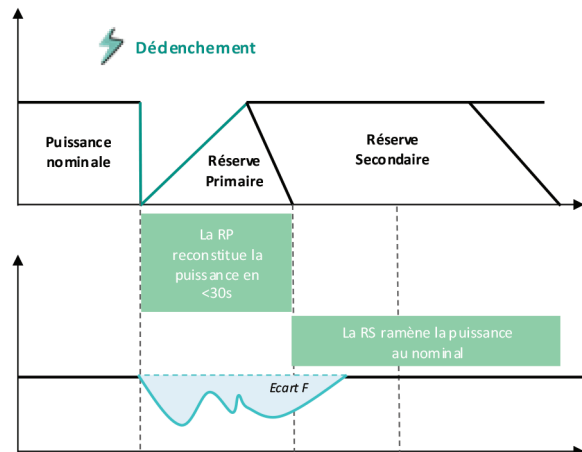 Dédenchement
Puissance
nominale
Réserve
Primaire
Réserve
Secondaire
La RP
reconstitue la
puissance en
<30s
La RS ramène la puissance
au nominal
Ecart F